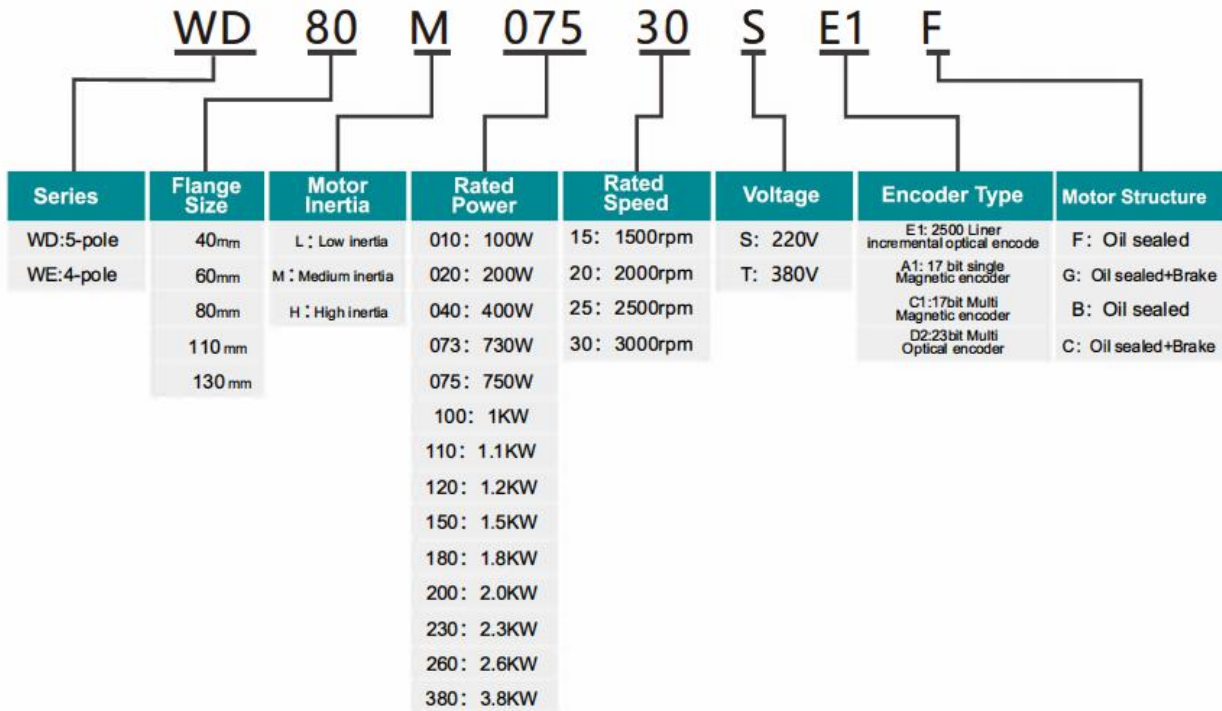 WD 80 M 075 30 S E1 F
Series
Flange
Size
Motor
Inertia
Rated
Power
Rated
Speed
Voltage
Encoder Type
Motor Structure
WD:5-pole
WE:4-pole
40mm
60mm
80mm
110 mm
130 mm
L：Low inertia
M：Medium inertia
H：High inertia
010：100W
020：200W
040：400W
073：730W
075：750W
100：1KW
110：1.1KW
120：1.2KW
150：1.5KW
180：1.8KW
200：2.0KW
230：2.3KW
260：2.6KW
380：3.8KW
15：1500rpm
20：2000rpm
25：2500rpm
30：3000rpm
S：220V
T：380V
E1: 2500 Liner
incremental optical encode
A1: 17 bit single
Magnetic encoder
C1:17bit Multi
Magnetic encoder
D2:23bit Multi
Optical encoder
F：Oil sealed
G：Oil sealed+Brake
B：Oil sealed
C：Oil sealed+Brake